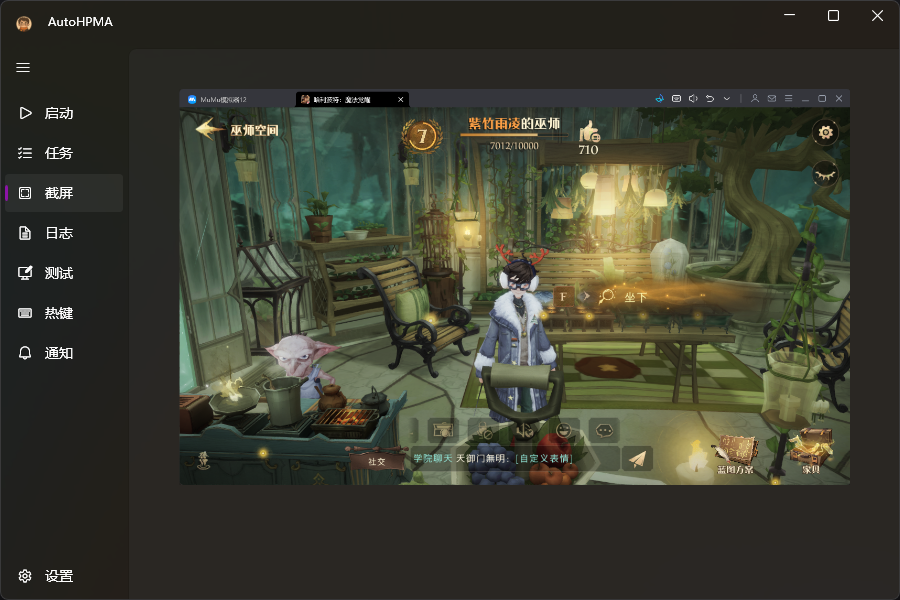 AutoHPMA
启动
任务
截屏
日志
测试
热键
通知
设置
MuMu模拟器12
哈利波特：魔法觉醒
巫师空间
7
紫竹雨凌的巫师
7012/10000
710
F
坐下
社交
学院聊天 天御门無明：[自定义表情]
蓝图方案
家具